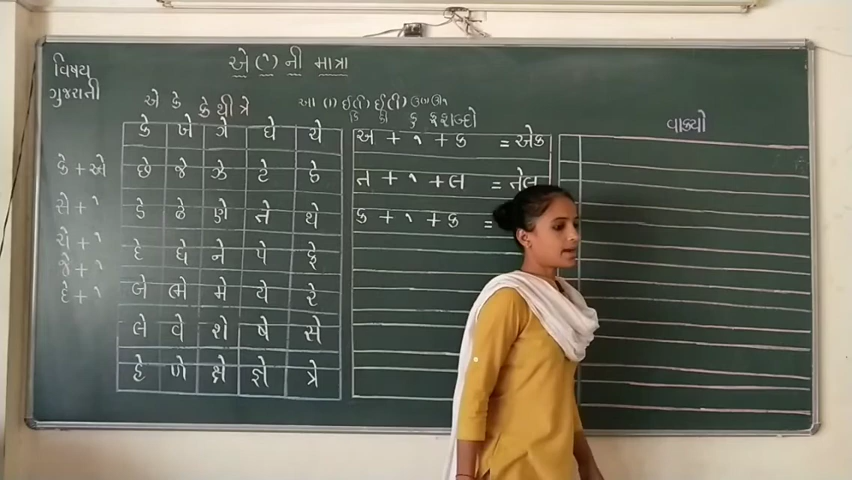 વિષય
ગુજરાની
એ (ે) ની માત્રા
એ કે કે થી ત્રે
આ (ા) ઇ(િ) ઈ(ી)
શબ્દો
વાક્યો
કે ખે ગે ઘે ચે
છે જે ઝે ટે ઠે
ડે ઢે ણે તે થે
દે ધે ને પે ફે
બે ભે મે યે રે
લે વે શે ષે સે
હે ળે ક્ષે જ્ઞે ત્રે
કે + એ
સે + ે
ચે + ે
જે + ે
દે + ે
અ + ે + ક = એક
ત + ે + લ = તેલ
ક + ે + ક =